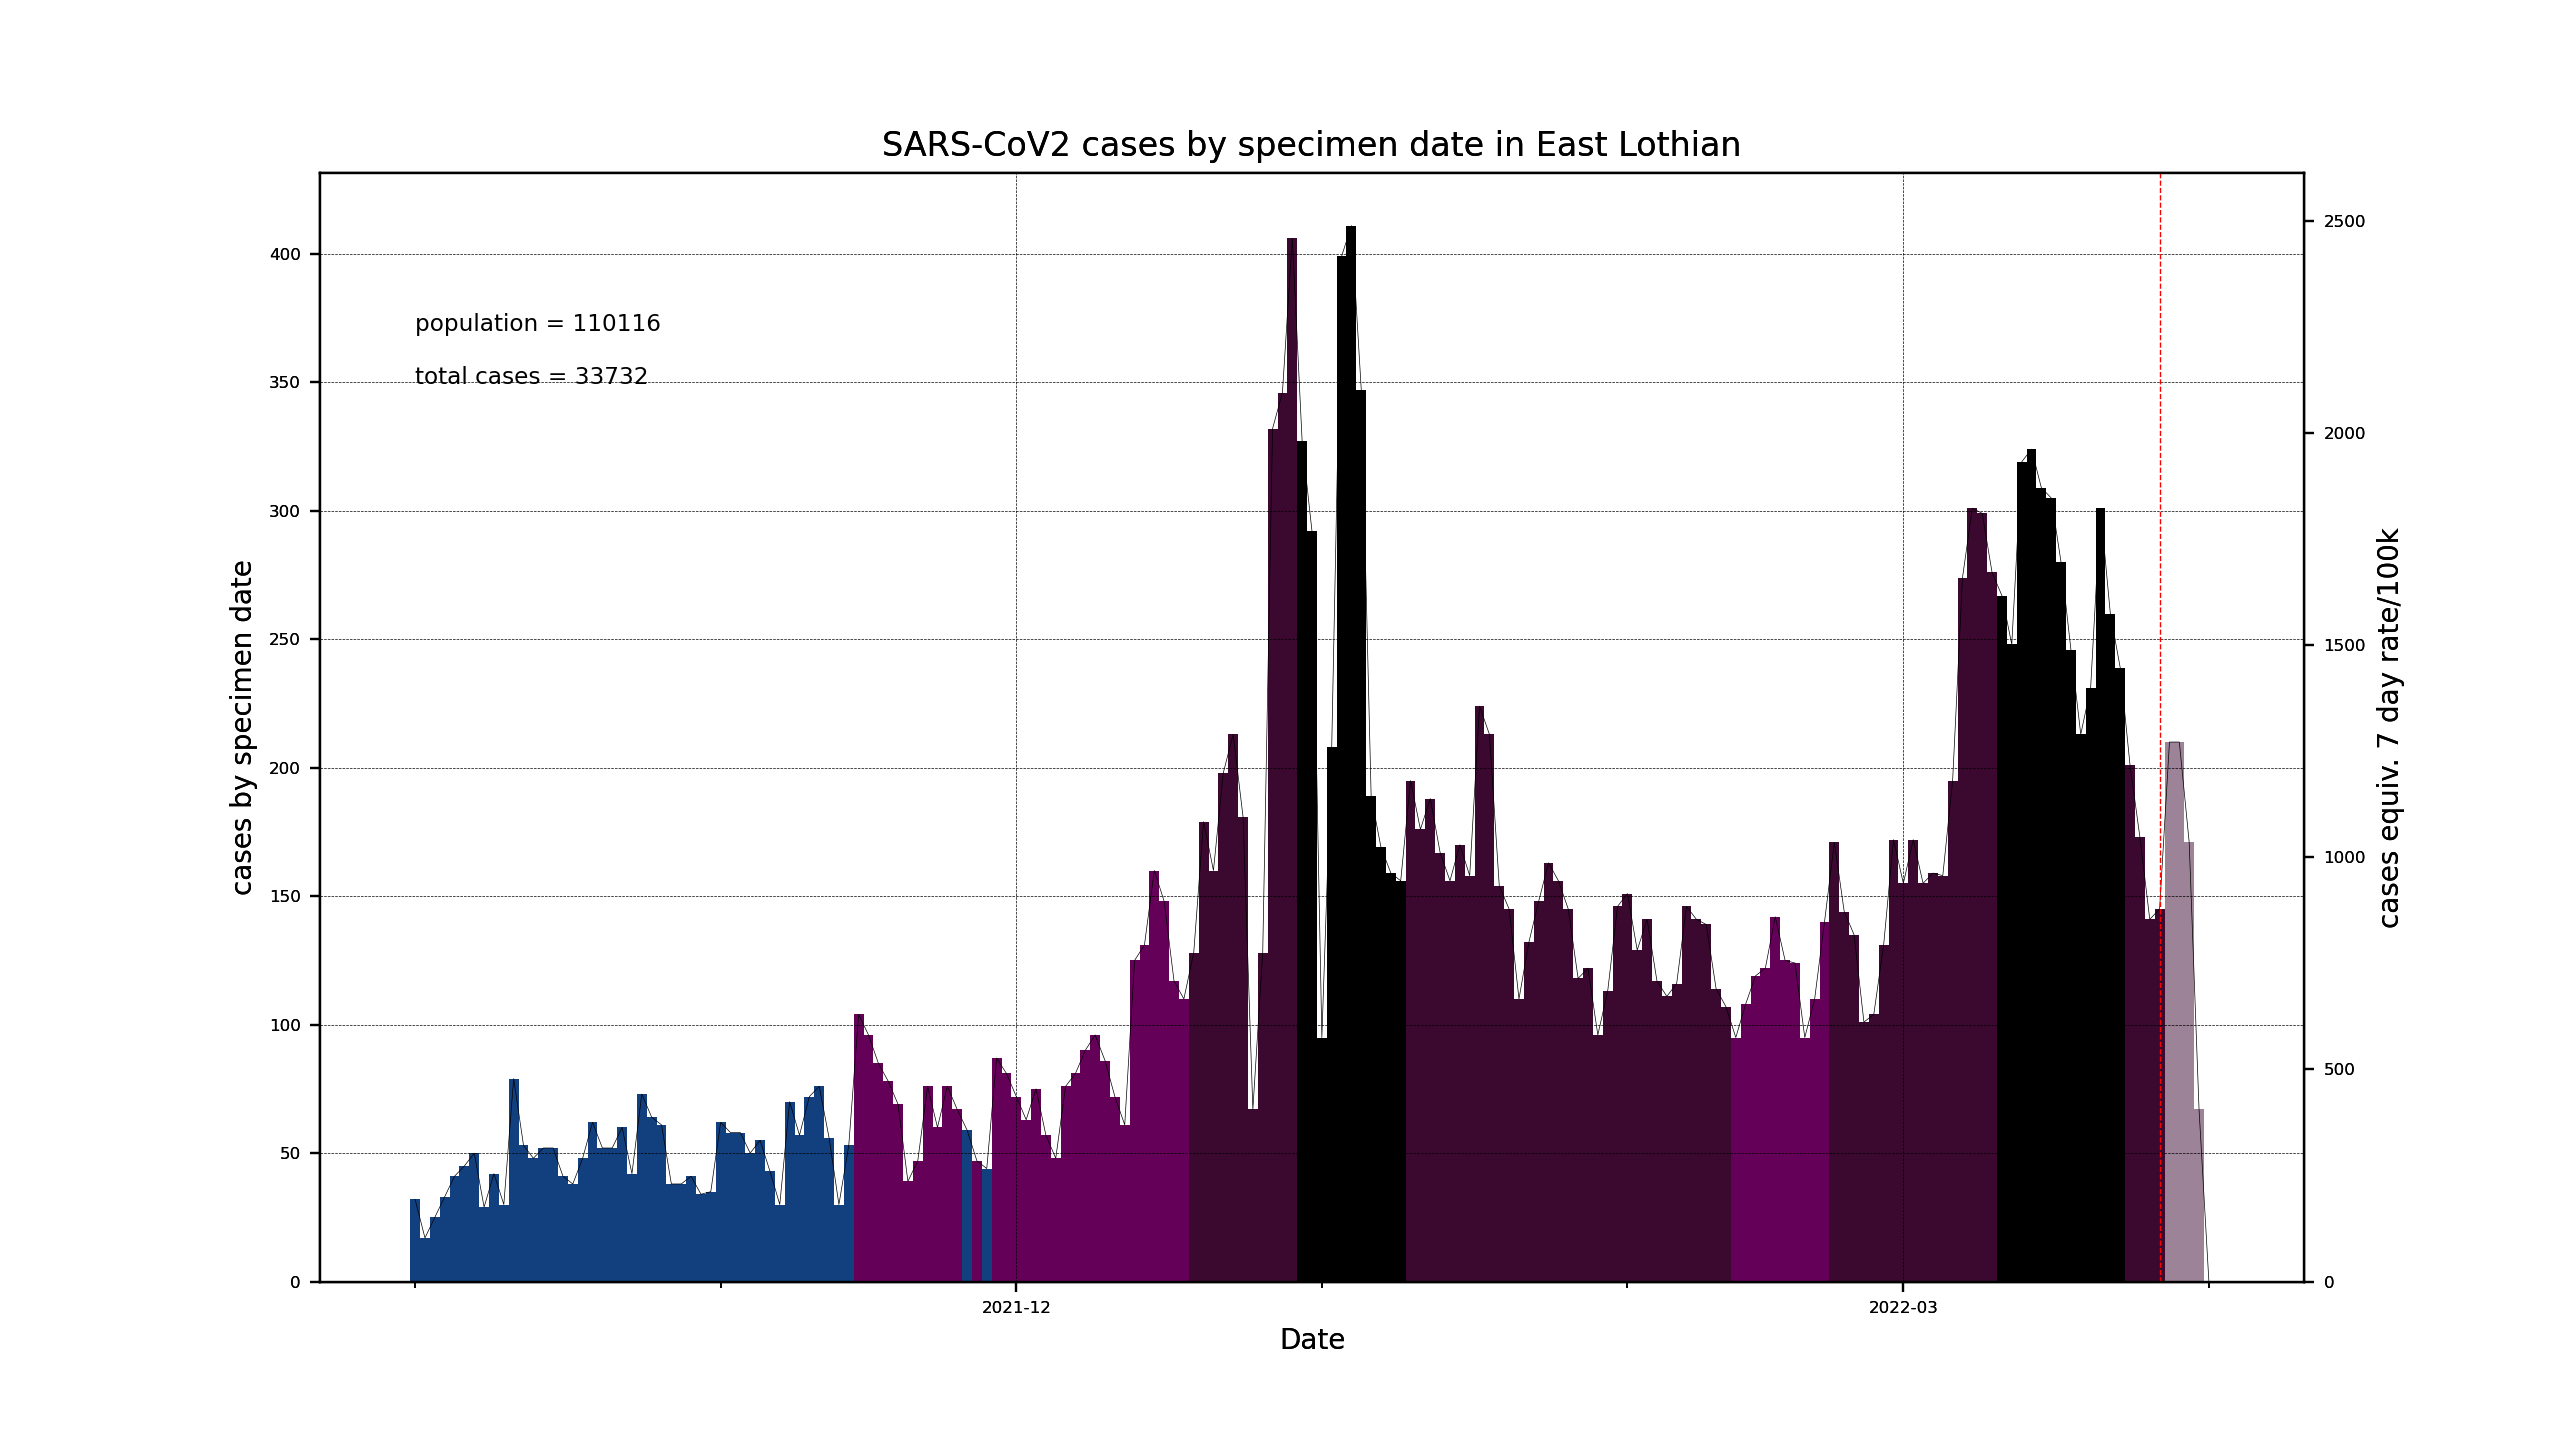 SARS-CoV2 cases by specimen date in East Lothian
population = 110116
total cases = 33732
cases by specimen date
400
350
300
250
200
150
100
50
0
2500
2000
1500
1000
500
0
cases equiv. 7 day rate/100k
2021-12
2022-03
Date